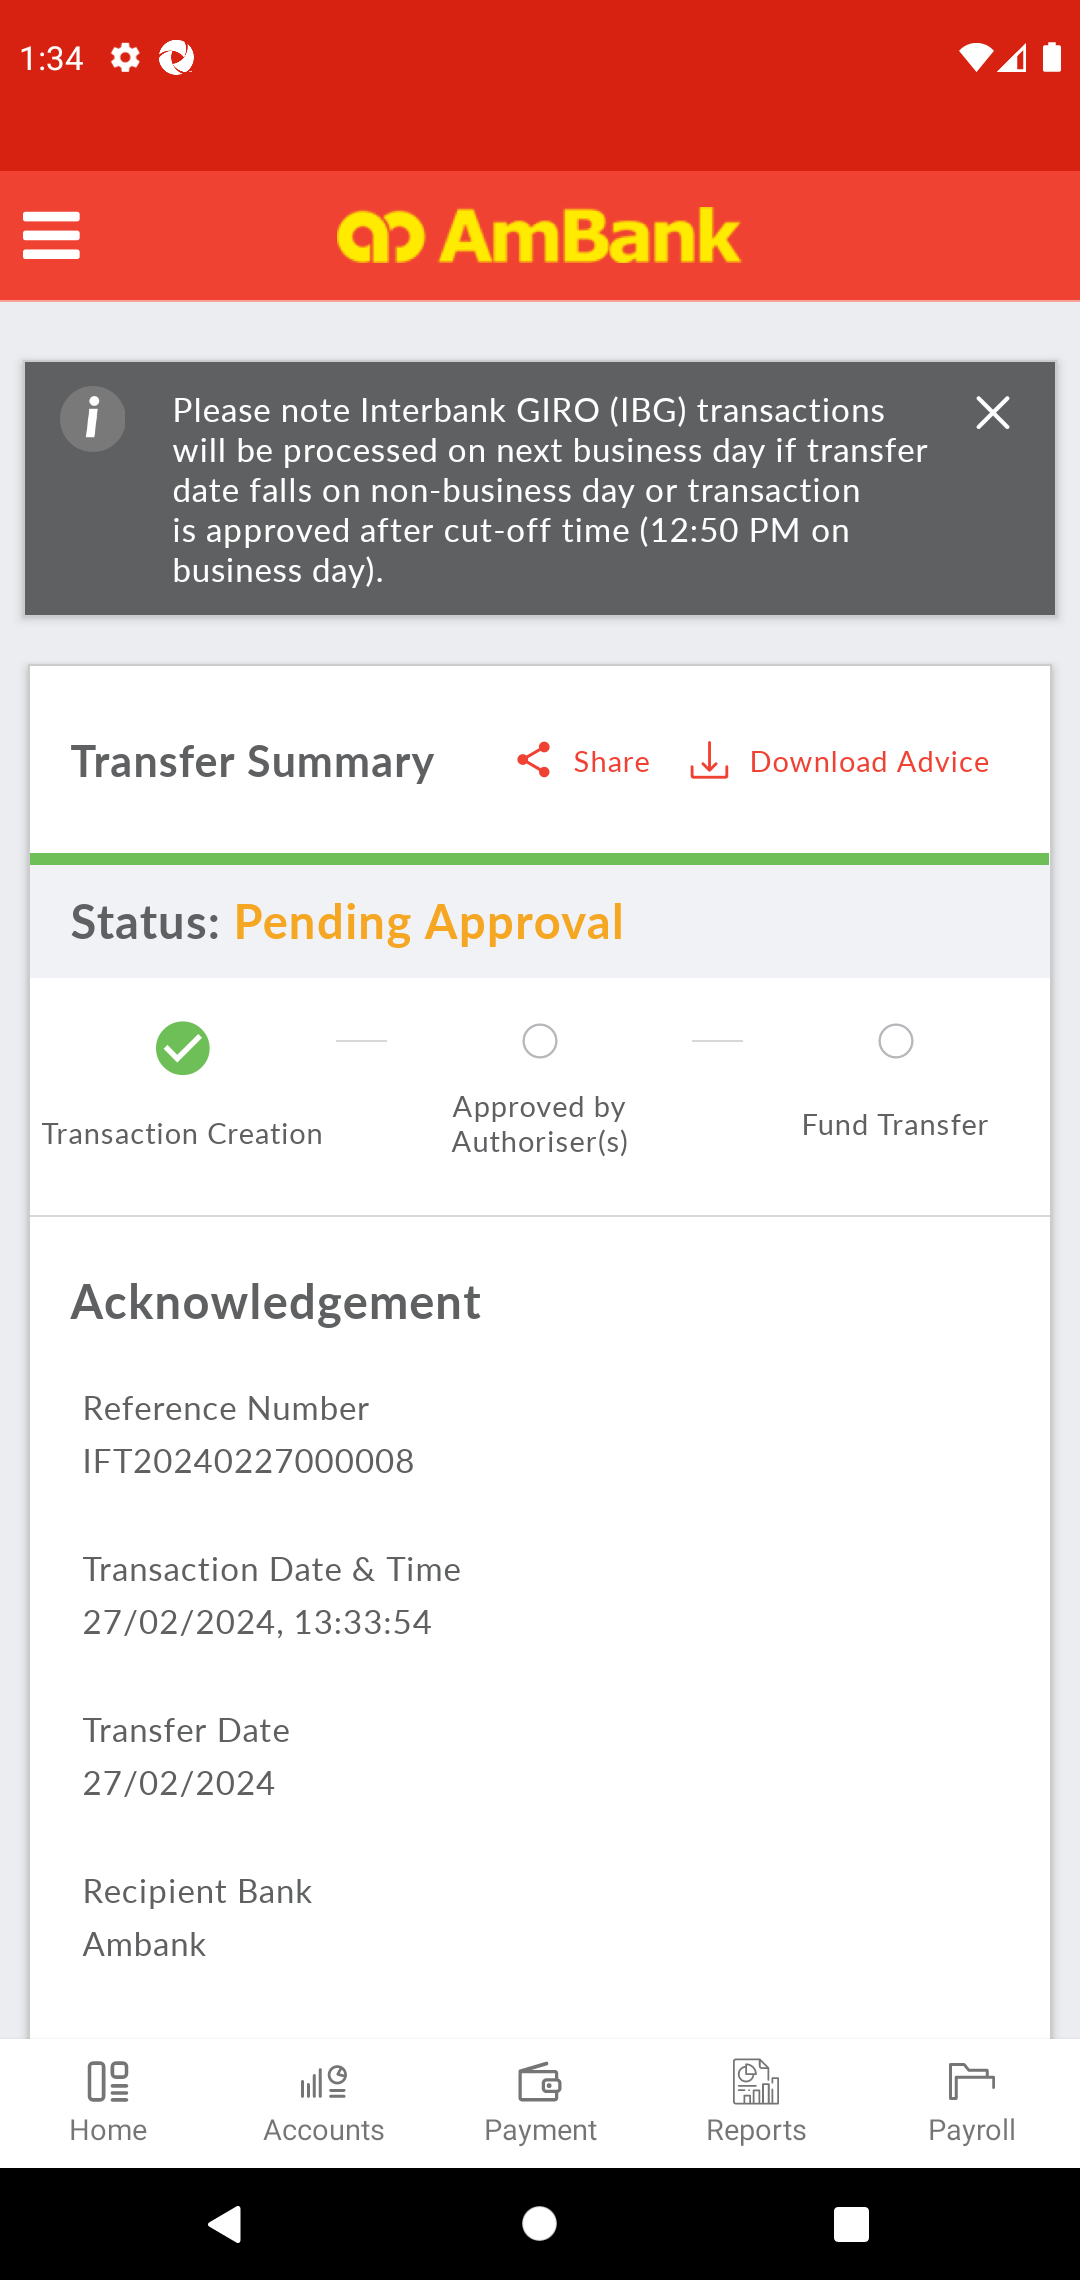 1:34
AmBank
Please note Interbank GIRO (IBG) transactions
will be processed on next business day if transfer
date falls on non-business day or transaction
is approved after cut-off time (12:50 PM on
business day).
Transfer Summary
Share
Download Advice
Status: Pending Approval
Transaction Creation
Approved by
Authoriser(s)
Fund Transfer
Acknowledgement
Reference Number
IFT20240227000008
Transaction Date & Time
27/02/2024, 13:33:54
Transfer Date
27/02/2024
Recipient Bank
Ambank
Home
Accounts
Payment
Reports
Payroll